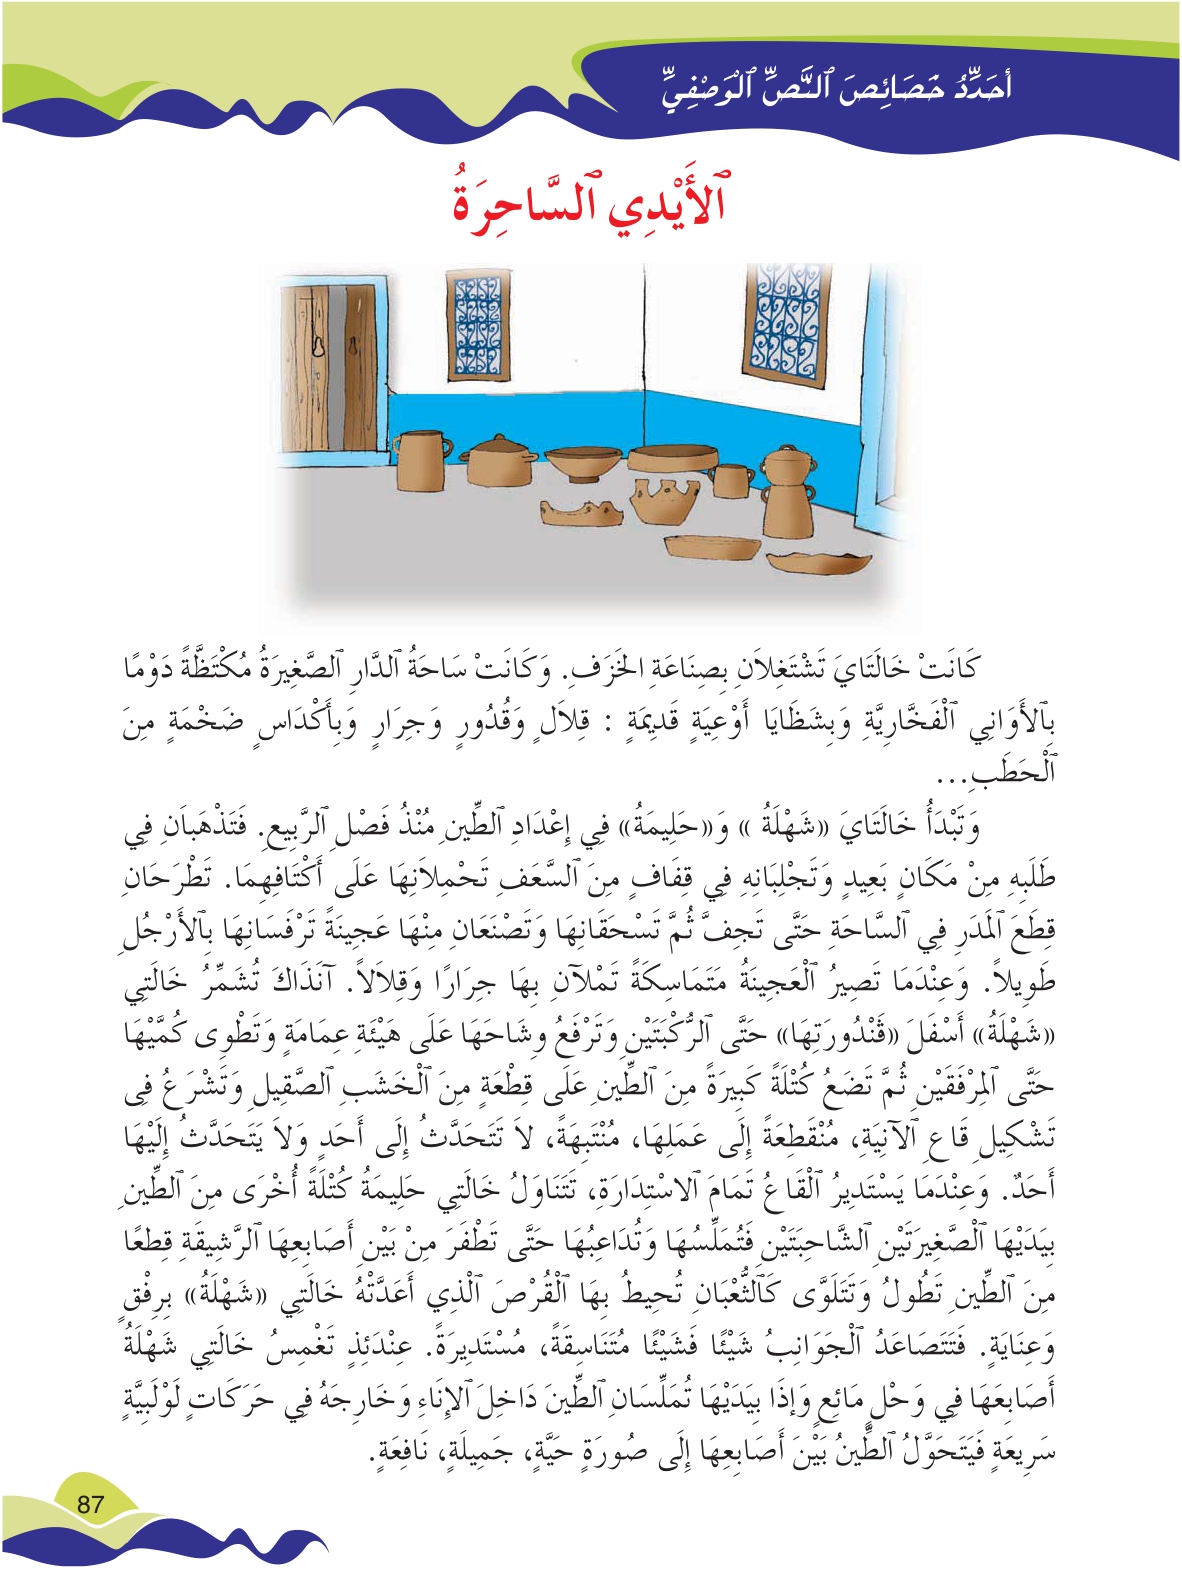 أُحَدِّدُ خَصَائِصَ ٱلنَّصِّ ٱلْوَصْفِيِّ
ٱلأَيْدِي ٱلسَّاحِرَةُ
كَانَتْ خَالَتَايَ تَشْتَغِلاَنِ بِصِنَاعَةِ الخَزَفِ. وَكَانَتْ سَاحَةُ ٱلدَّارِ ٱلصَّغِيرَةُ مُكْتَظَّةً دَوْمًا
بِٱلأَوَانِي ٱلْفَخَّارِيَّةِ وَبِشَظَايَا أَوْعِيَةٍ قَدِيمَةٍ : قِلاَلٍ وَقُدُورٍ وَجِرَارٍ وَبِأَكْدَاسٍ ضَخْمَةٍ مِنَ
ٱلْحَطَبِ...
وَتَبْدَأُ خَالَتَايَ «شَهْلَةُ » وَ«حَلِيمَةُ» فِي إِعْدَادِ ٱلطِّينِ مُنْذُ فَصْلِ ٱلرَّبِيعِ. فَتَذْهَبَانِ فِي
طَلَبِهِ مِنْ مَكَانٍ بَعِيدٍ وَتَجْلِبَانِهِ فِي قِفَافٍ مِنَ ٱلسَّعَفِ تَحْمِلاَنِهَا عَلَى أَكْتَافِهِمَا. تَطْرَحَانِ
قِطَعَ ٱلْمَدَرِ فِي ٱلسَّاحَةِ حَتَّى تَجِفَّ ثُمَّ تَسْحَقَانِهَا وَتَصْنَعَانِ مِنْهَا عَجِينَةً تَرْفَسَانِهَا بِٱلأَرْجُلِ
طَوِيلاً. وَعِنْدَمَا تَصِيرُ ٱلْعَجِينَةُ مَتَمَاسِكَةً تَمْلآنِ بِهَا جِرَارًا وَقِلاَلاً. آنَذَاكَ تُشَمِّرُ خَالَتِي
«شَهْلَةُ» أَسْفَلَ «قَنْدُورَتِهَا» حَتَّى ٱلرُّكْبَتَيْنِ وَتَرْفَعُ وِشَاحَهَا عَلَى هَيْئَةِ عِمَامَةٍ وَتَطْوِى كُمَّيْهَا
حَتَّى ٱلمِرْفَقَيْنِ ثُمَّ تَضَعُ كُتْلَةً كَبِيرَةً مِنَ ٱلطِّينِ عَلَى قِطْعَةٍ مِنَ ٱلْخَشَبِ ٱلصَّقِيلِ وَتَشْرَعُ فِى
تَشْكِيلِ قَاعِ ٱلآنِيَةِ، مُنْقَطِعَةً إِلَى عَمَلِهَا، مُنْتَبِهَةً، لاَ تَتَحَدَّثُ إِلَى أَحَدٍ وَلاَ يَتَحَدَّثُ إِلَيْهَا
أَحَدٌ. وَعِنْدَمَا يَسْتَدِيرُ ٱلْقَاعُ تَمَامَ ٱلاسْتِدَارَةِ، تَتَنَاوَلُ خَالَتِي حَلِيمَةُ كُتْلَةً أُخْرَى مِنَ ٱلطِّينِ
بِيَدَيْهَا ٱلْصَّغِيرَتَيْنِ ٱلشَّاحِبَتَيْنِ فَتُمَلِّسُهَا وَتُدَاعِبُهَا حَتَّى تَطْفَرَ مِنْ بَيْنِ أَصَابِعِهَا ٱلرَّشِيقَةِ قِطَعًا
مِنَ ٱلطِّينِ تَطُولُ وَتَتَلَوَّى كَٱلثُّعْبَانِ تُحِيطُ بِهَا ٱلْقُرْصَ ٱلْذِي أَعَدَّتْهُ خَالَتِي «شَهْلَةُ» بِرِفْقٍ
وَعِنَايَةٍ. فَتَتَصَاعَدُ ٱلْجَوَانِبُ شَيْئًا فَشَيْئًا مُتَنَاسِقَةً، مُسْتَدِيرَةً. عِنْدَئِذٍ تَغْمِسُ خَالَتِي شَهْلَةُ
أَصَابِعَهَا فِي وَحْلٍ مَائِعٍ وَإِذَا بِيَدَيْهَا تُمَلِّسَانِ ٱلطِّينَ دَاخِلَ ٱلإِنَاءِ وَخَارِجَهُ فِي حَرَكَاتٍ لَوْلَبِيَّةٍ
سَرِيعَةٍ فَيَتَحَوَّلُ ٱلطِّينُ بَيْنَ أَصَابِعِهَا إِلَى صُورَةٍ حَيَّةٍ، جَمِيلَةٍ، نَافِعَةٍ.
87